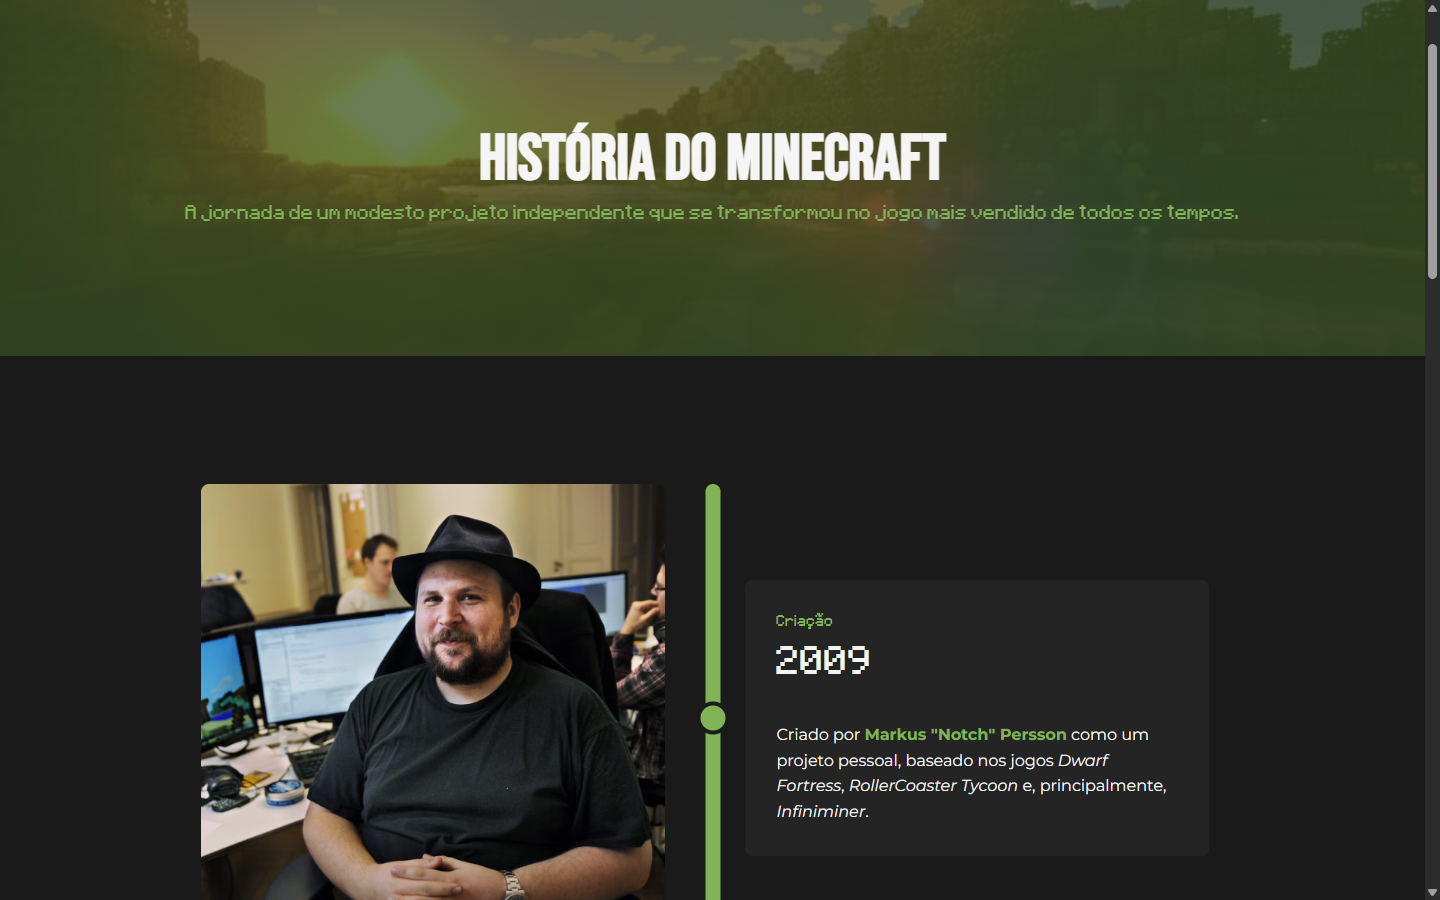 HISTÓRIA DO MINECRAFT
A jornada de um modesto projeto independente que se transformou no jogo mais vendido de todos os tempos.
Criação
2009
Criado por Markus "Notch" Persson como um
projeto pessoal, baseado nos jogos Dwarf
Fortress, RollerCoaster Tycoon e, principalmente,
Infiniminer.